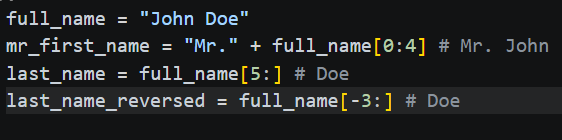 full_name = "John Doe"
mr_first_name = "Mr." + full_name[0:4] # Mr. John
last_name = full_name[5:] # Doe
last_name_reversed = full_name[-3:] # Doe